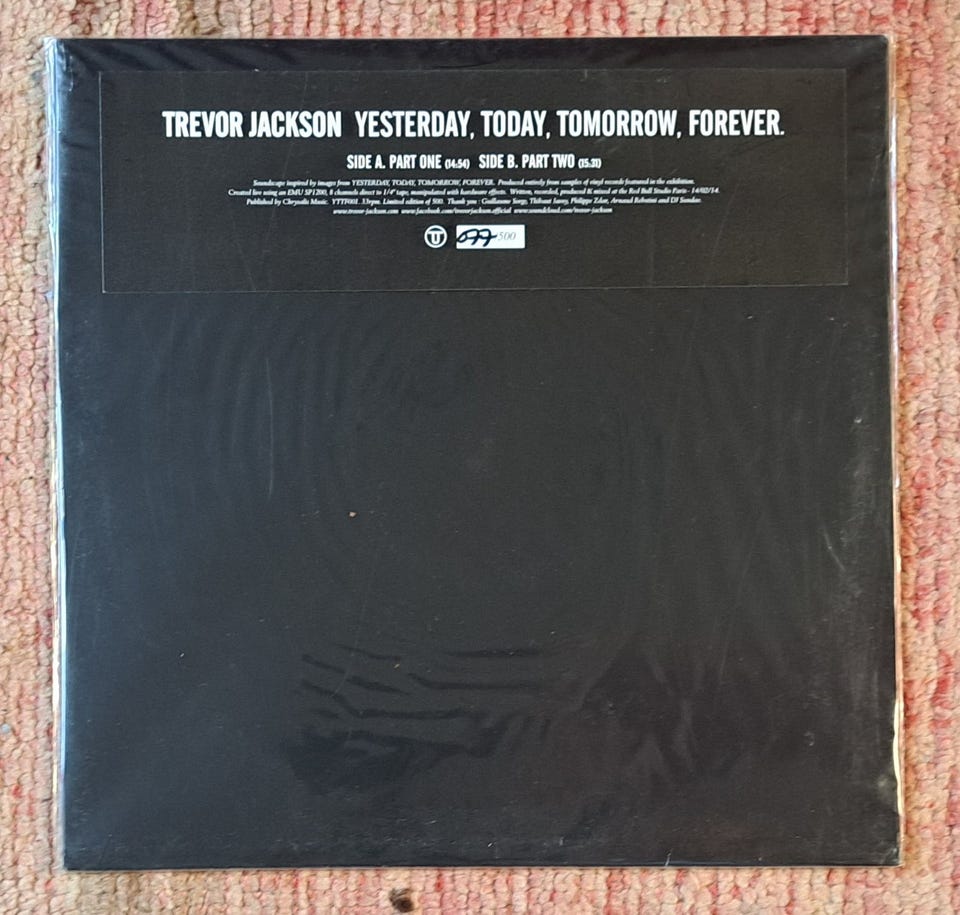 TREVOR JACKSON YESTERDAY, TODAY, TOMORROW, FOREVER.
SIDE A. PART ONE (14:54) SIDE B. PART TWO (15:31)
Soundscape inspired by images from YESTERDAY, TODAY, TOMORROW, FOREVER. Produced entirely from samples of vinyl records featured in the exhibition.
Created live using an EMU SP1200, 8 channels direct to 1/4" tape, manipulated with hardware effects. Written, recorded, produced & mixed at the Red Bull Studio Paris - 14/02/14.
Published by Chrysalis Music. YTTF001. 33rpm. Limited edition of 500. Thank you : Guillaume Sorge, Thibaut Javoy, Philippe Zdar, Arnaud Rebotini and DJ Sundae.
www.trevor-jackson.com www.facebook.com/trevorjackson.official www.soundcloud.com/trevor-jackson
077/500